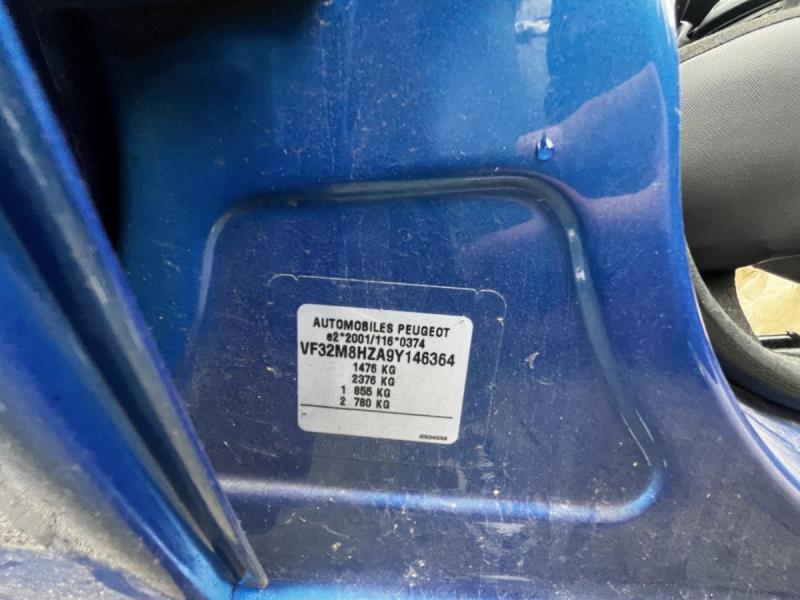 AUTOMOBILES PEUGEOT
e2*2001/116*0374
VF32M8HZA9Y146364
1476 KG
2376 KG
1 855 KG
2 780 KG